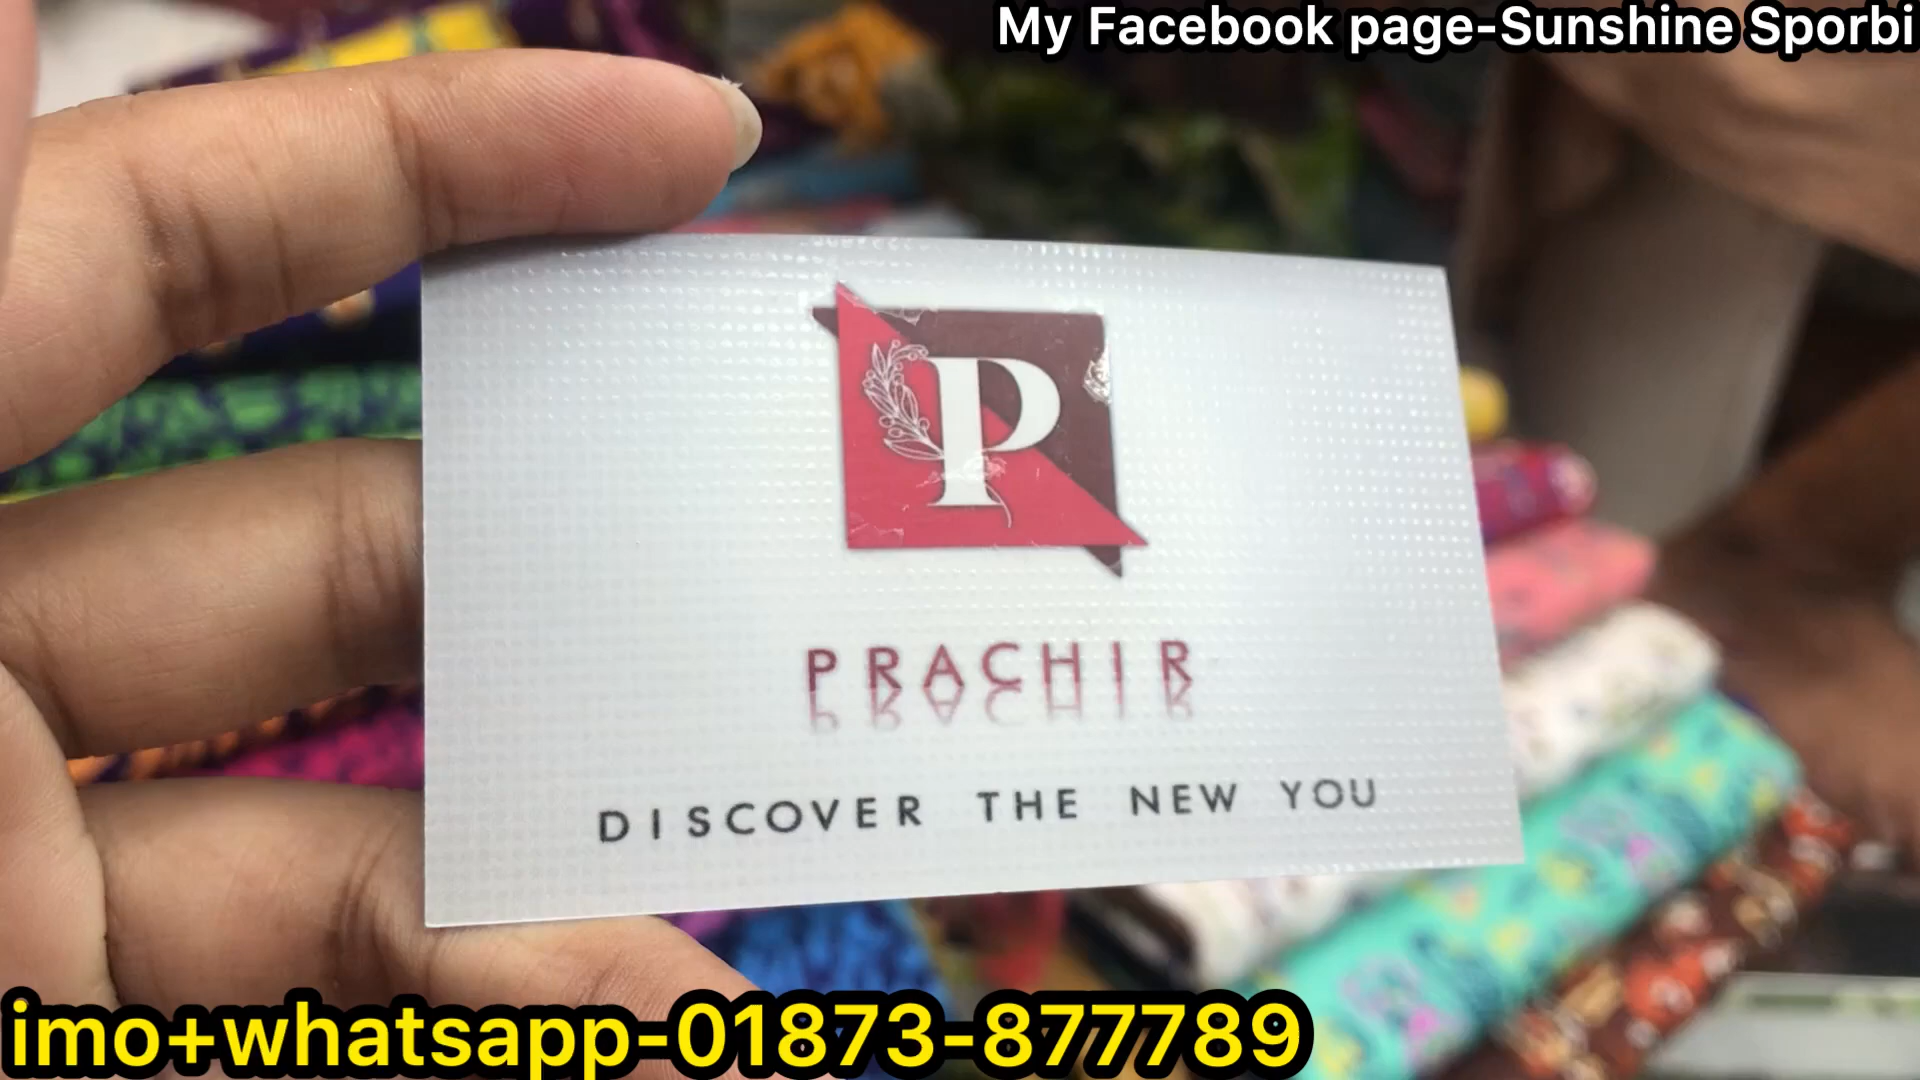 My Facebook page-Sunshine Sporbi
P
PRACHIR
DISCOVER THE NEW YOU
imo+whatsapp-01873-877789